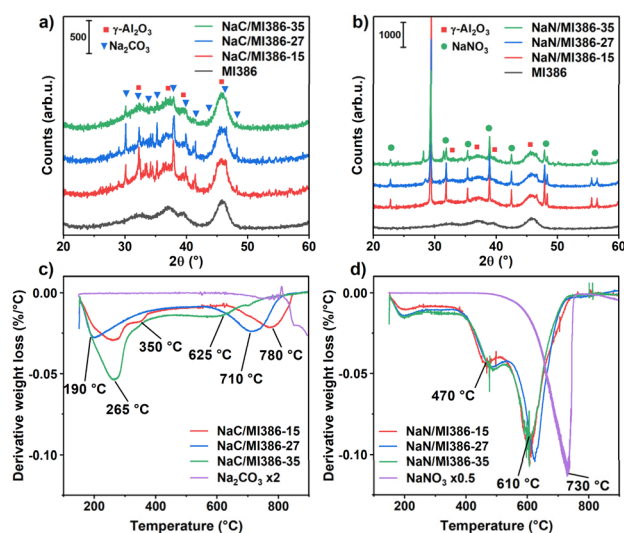 a)
500
γ-Al₂O₃
Na₂CO₃
NaC/MI386-35
NaC/MI386-27
NaC/MI386-15
MI386
Counts (arb.u.)
20 30 40 50 60
2θ (°)
b)
1000
γ-Al₂O₃
NaNO₃
NaN/MI386-35
NaN/MI386-27
NaN/MI386-15
MI386
Counts (arb.u.)
20 30 40 50 60
2θ (°)
c)
0.00
-0.05
-0.10
Derivative weight loss (%/°C)
190 °C
265 °C
350 °C
625 °C
710 °C
780 °C
NaC/MI386-15
NaC/MI386-27
NaC/MI386-35
Na₂CO₃ x2
200 400 600 800
Temperature (°C)
d)
0.00
-0.05
-0.10
Derivative weight loss (%/°C)
470 °C
610 °C
730 °C
NaN/MI386-15
NaN/MI386-27
NaN/MI386-35
NaNO₃ x0.5
200 400 600 800
Temperature (°C)